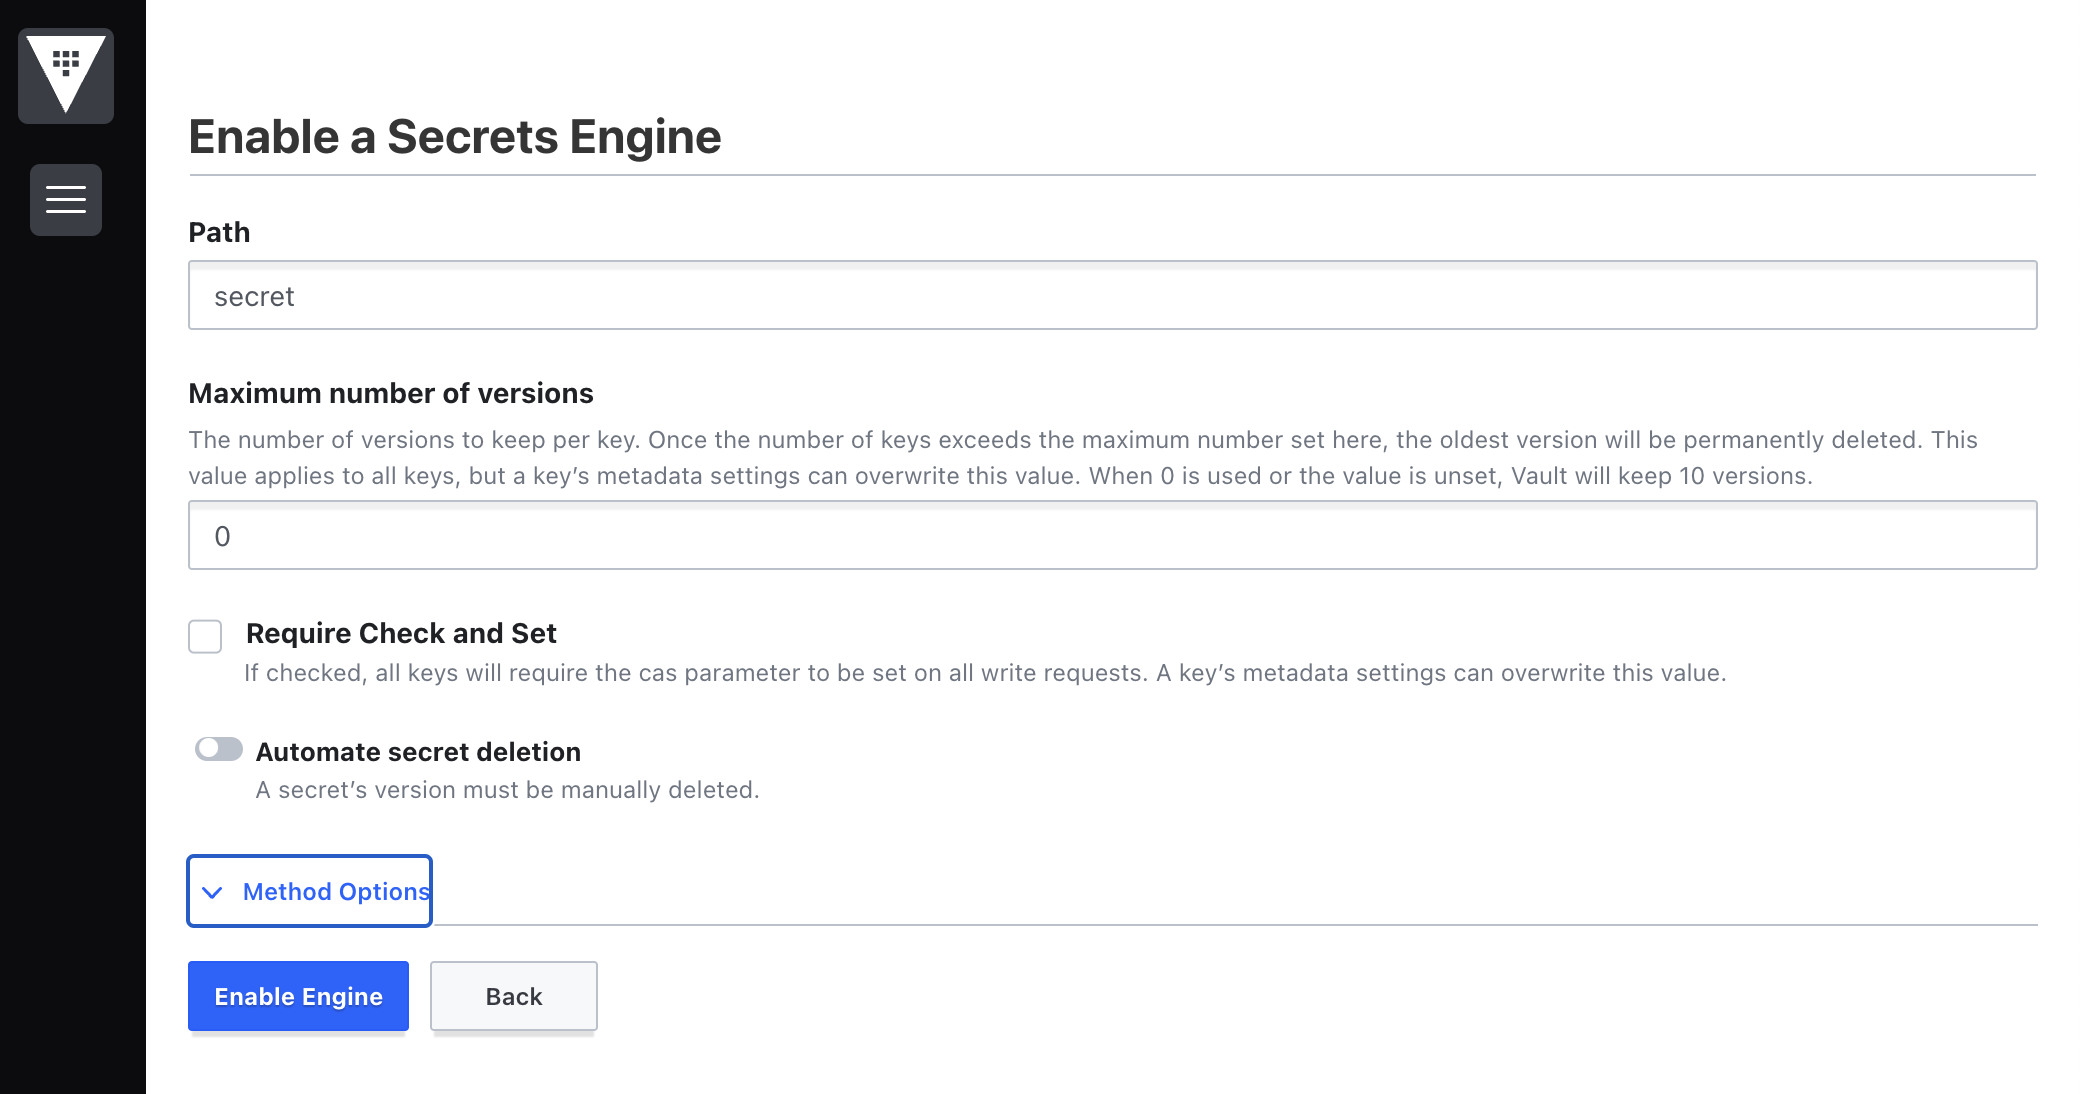 Enable a Secrets Engine
Path
secret
Maximum number of versions
The number of versions to keep per key. Once the number of keys exceeds the maximum number set here, the oldest version will be permanently deleted. This
value applies to all keys, but a key’s metadata settings can overwrite this value. When 0 is used or the value is unset, Vault will keep 10 versions.
0
Require Check and Set
If checked, all keys will require the cas parameter to be set on all write requests. A key’s metadata settings can overwrite this value.
Automate secret deletion
A secret’s version must be manually deleted.
Method Options
Enable Engine
Back